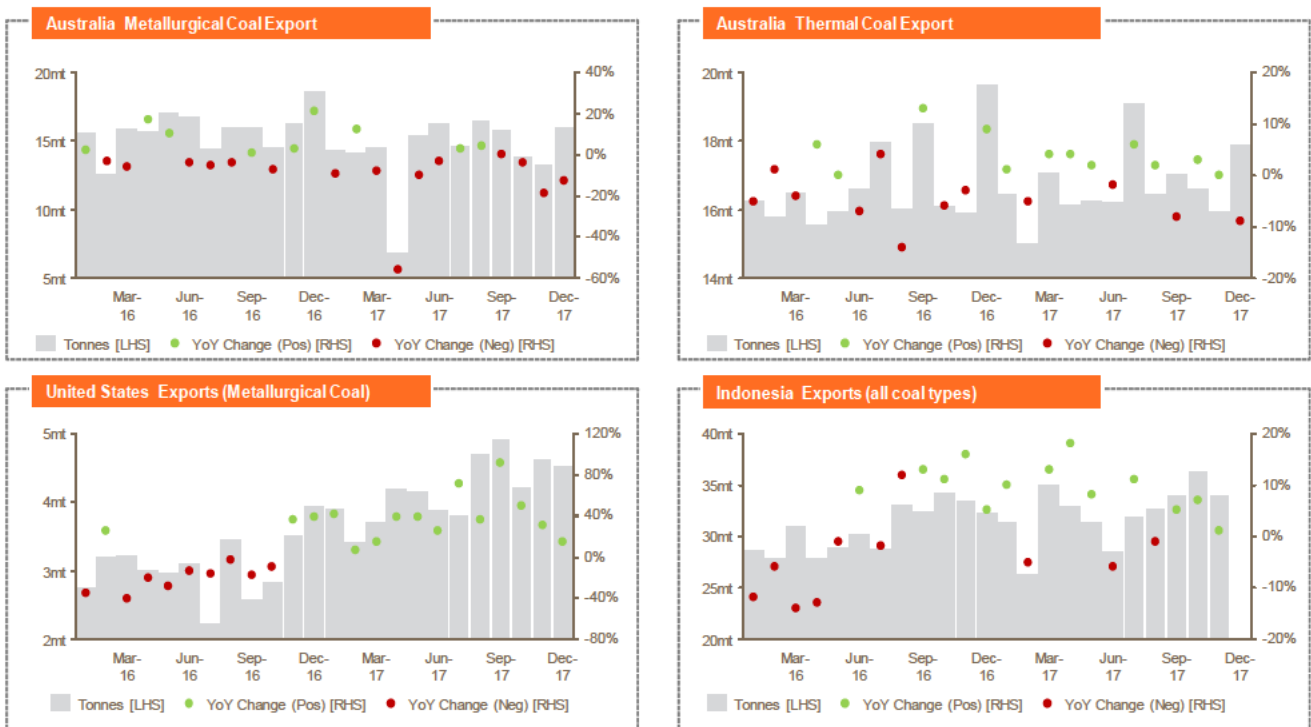 Australia Metallurgical Coal Export
20mt
15mt
10mt
5mt
40%
20%
0%
-20%
-40%
-60%
Mar-
16
Jun-
16
Sep-
16
Dec-
16
Mar-
17
Jun-
17
Sep-
17
Dec-
17
Tonnes [LHS]
YoY Change (Pos) [RHS]
YoY Change (Neg) [RHS]
Australia Thermal Coal Export
20mt
18mt
16mt
14mt
20%
10%
0%
-10%
-20%
Mar-
16
Jun-
16
Sep-
16
Dec-
16
Mar-
17
Jun-
17
Sep-
17
Dec-
17
Tonnes [LHS]
YoY Change (Pos) [RHS]
YoY Change (Neg) [RHS]
United States Exports (Metallurgical Coal)
5mt
4mt
3mt
2mt
120%
80%
40%
0%
-40%
-80%
Mar-
16
Jun-
16
Sep-
16
Dec-
16
Mar-
17
Jun-
17
Sep-
17
Dec-
17
Tonnes [LHS]
YoY Change (Pos) [RHS]
YoY Change (Neg) [RHS]
Indonesia Exports (all coal types)
40mt
35mt
30mt
25mt
20mt
20%
10%
0%
-10%
-20%
Mar-
16
Jun-
16
Sep-
16
Dec-
16
Mar-
17
Jun-
17
Sep-
17
Dec-
17
Tonnes [LHS]
YoY Change (Pos) [RHS]
YoY Change (Neg) [RHS]